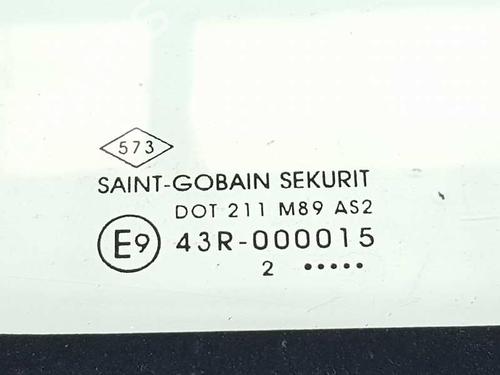 573
SAINT-GOBAIN SEKURIT
DOT 211 M89 AS2
E9 43R-000015
2 •••••